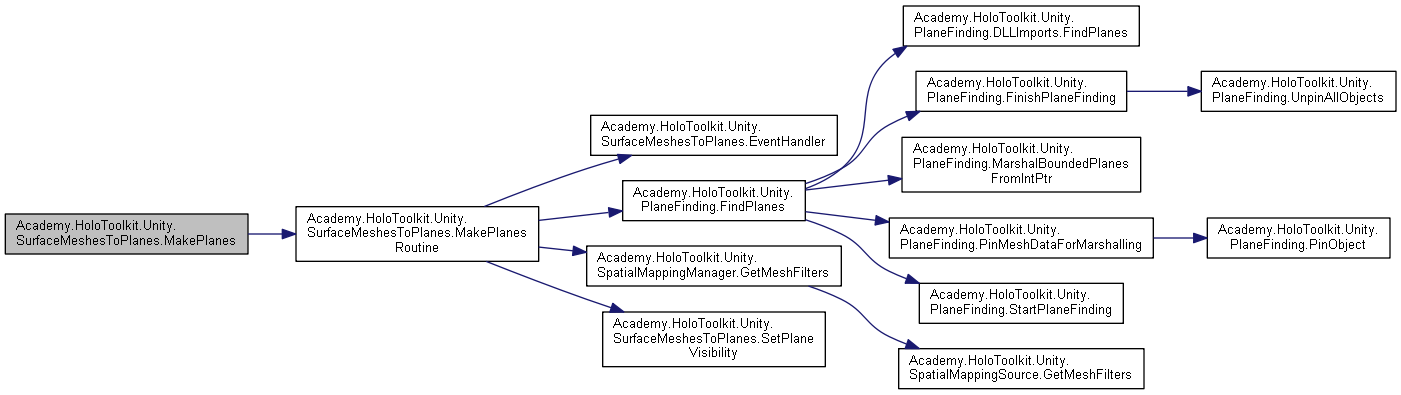 Academy.HoloToolkit.Unity.
SurfaceMeshesToPlanes.MakePlanes
Academy.HoloToolkit.Unity.
SurfaceMeshesToPlanes.MakePlanes
Routine
Academy.HoloToolkit.Unity.
SurfaceMeshesToPlanes.EventHandler
Academy.HoloToolkit.Unity.
PlaneFinding.FindPlanes
Academy.HoloToolkit.Unity.
SpatialMappingManager.GetMeshFilters
Academy.HoloToolkit.Unity.
SurfaceMeshesToPlanes.SetPlane
Visibility
Academy.HoloToolkit.Unity.
PlaneFinding.DLLImports.FindPlanes
Academy.HoloToolkit.Unity.
PlaneFinding.FinishPlaneFinding
Academy.HoloToolkit.Unity.
PlaneFinding.UnpinAllObjects
Academy.HoloToolkit.Unity.
PlaneFinding.MarshalBoundedPlanes
FromIntPtr
Academy.HoloToolkit.Unity.
PlaneFinding.PinMeshDataForMarshalling
Academy.HoloToolkit.Unity.
PlaneFinding.PinObject
Academy.HoloToolkit.Unity.
PlaneFinding.StartPlaneFinding
Academy.HoloToolkit.Unity.
SpatialMappingSource.GetMeshFilters